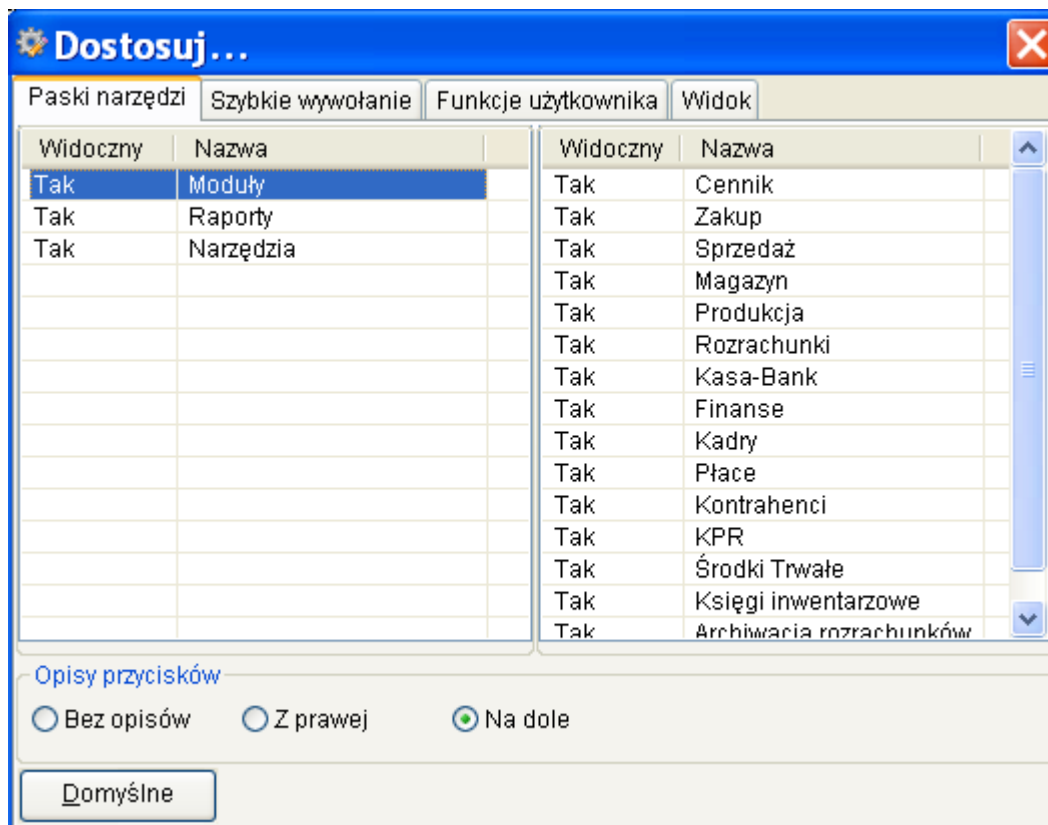 Dostosuj...
Paski narzędzi Szybkie wywołanie Funkcje użytkownika Widok
Widoczny Nazwa
Tak Moduły
Tak Raporty
Tak Narzędzia
Widoczny Nazwa
Tak Cennik
Tak Zakup
Tak Sprzedaż
Tak Magazyn
Tak Produkcja
Tak Rozrachunki
Tak Kasa-Bank
Tak Finanse
Tak Kadry
Tak Płace
Tak Kontrahenci
Tak KPR
Tak Środki Trwałe
Tak Księgi inwentarzowe
Tak Archiwacja rozrachunków
Opisy przycisków
Bez opisów Z prawej Na dole
Domyślne